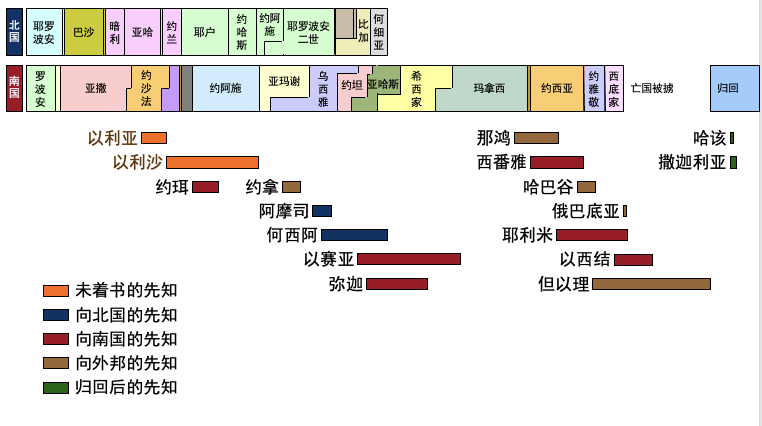 北国 耶罗波安 巴沙 暗利 亚哈 约兰 耶户 约哈斯 约阿施 耶罗波安二世 比加 何细亚
南国 罗波安 亚撒 约沙法 约阿施 亚玛谢 乌西雅 约坦 亚哈斯 希西家 玛拿西 约西亚 约雅敬 西底家 亡国被掳 归回
以利亚 那鸿 哈该
以利沙 西番雅 撒迦利亚
约珥 约拿 哈巴谷
阿摩司 俄巴底亚
何西阿 耶利米
以赛亚 以西结
弥迦 但以理
未着书的先知
向北国的先知
向南国的先知
向外邦的先知
归回后的先知